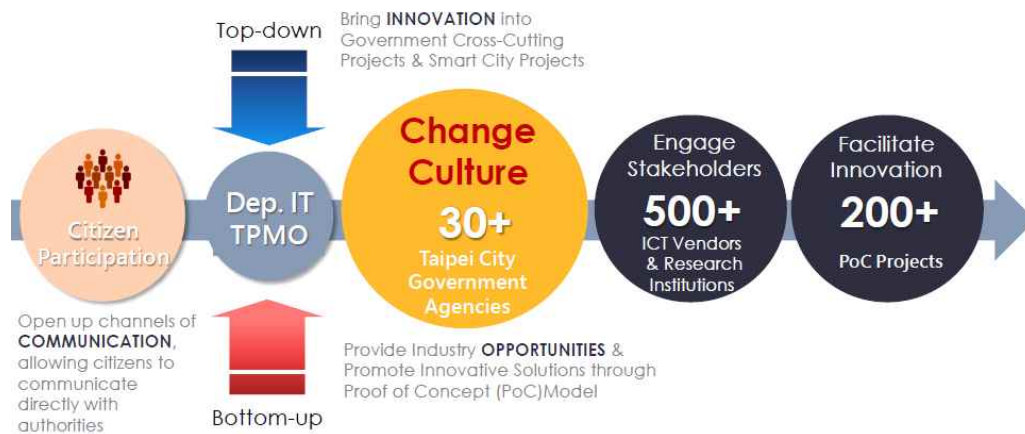 Top-down
Bring INNOVATION into
Government Cross-Cutting
Projects & Smart City Projects
Citizen
Participation
Open up channels of
COMMUNICATION,
allowing citizens to
communicate
directly with
authorities
Dep. IT
TPMO
Bottom-up
Change
Culture
30+
Taipei City
Government
Agencies
Provide Industry OPPORTUNITIES &
Promote Innovative Solutions through
Proof of Concept (PoC)Model
Engage
Stakeholders
500+
ICT Vendors
& Research
Institutions
Facilitate
Innovation
200+
PoC Projects